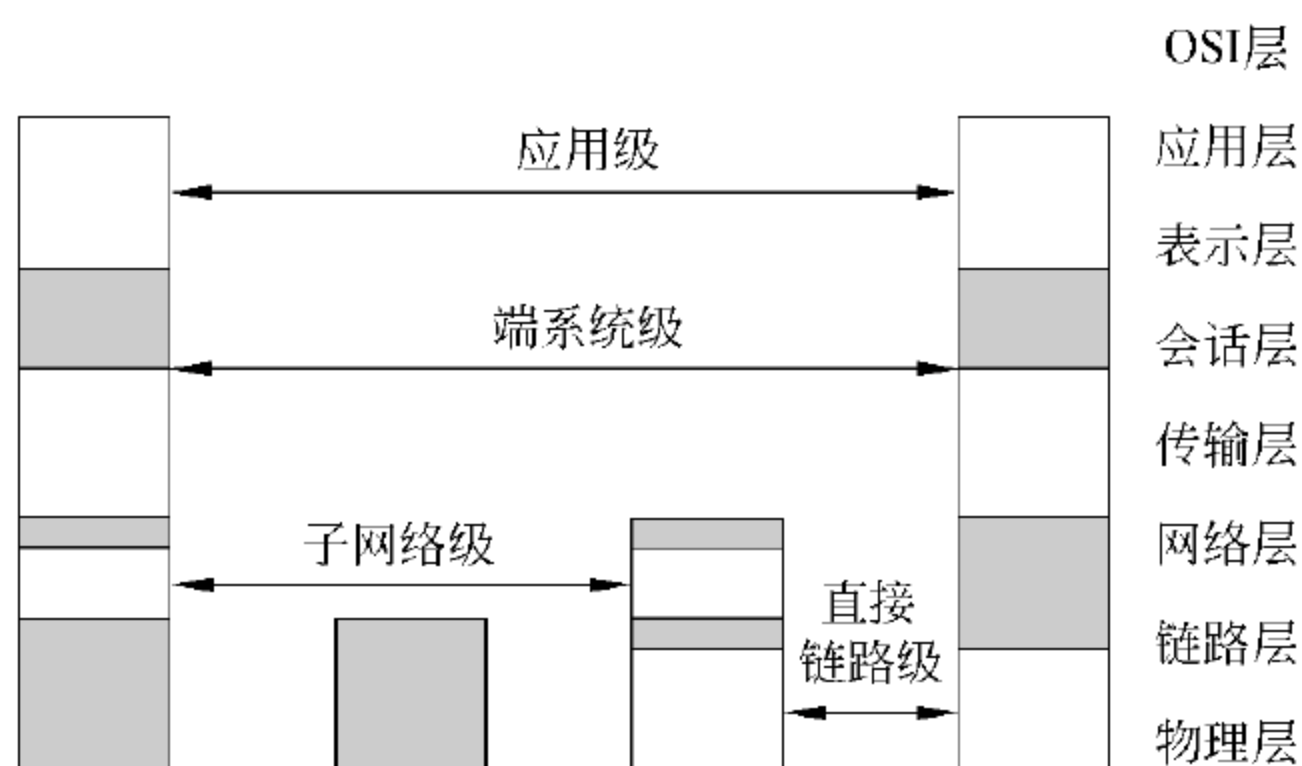 OSI层
应用级
应用层
表示层
端系统级
会话层
传输层
子网络级
网络层
直接
链路级
链路层
物理层